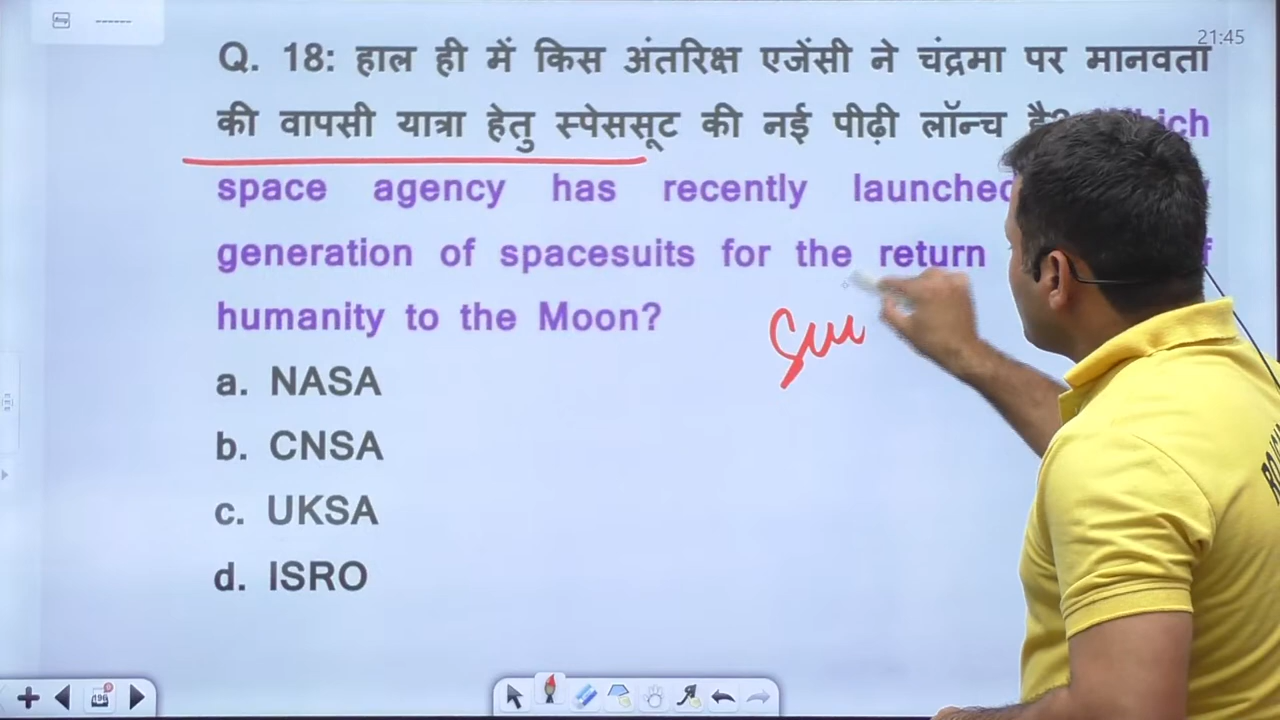 21:45
Q. 18: हाल ही में किस अंतरिक्ष एजेंसी ने चंद्रमा पर मानवता
की वापसी यात्रा हेतु स्पेससूट की नई पीढ़ी लॉन्च है?
space agency has recently launched
generation of spacesuits for the return
humanity to the Moon?
a. NASA
b. CNSA
c. UKSA
d. ISRO
196